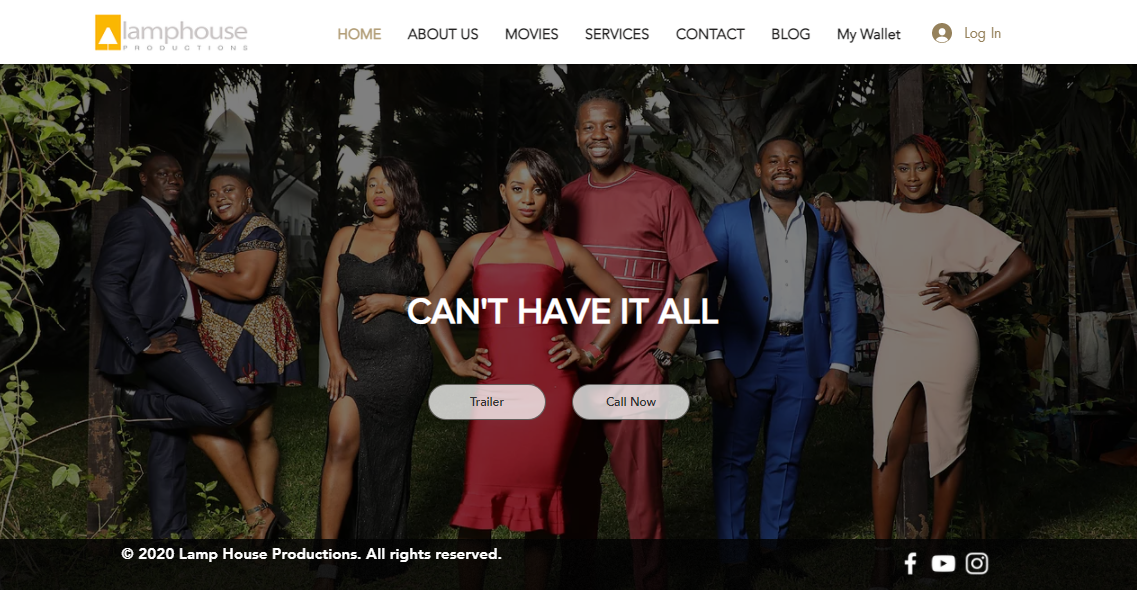 lamphouse
PRODUCTIONS
HOME ABOUT US MOVIES SERVICES CONTACT BLOG My Wallet Log In
CAN'T HAVE IT ALL
Trailer Call Now
© 2020 Lamp House Productions. All rights reserved.